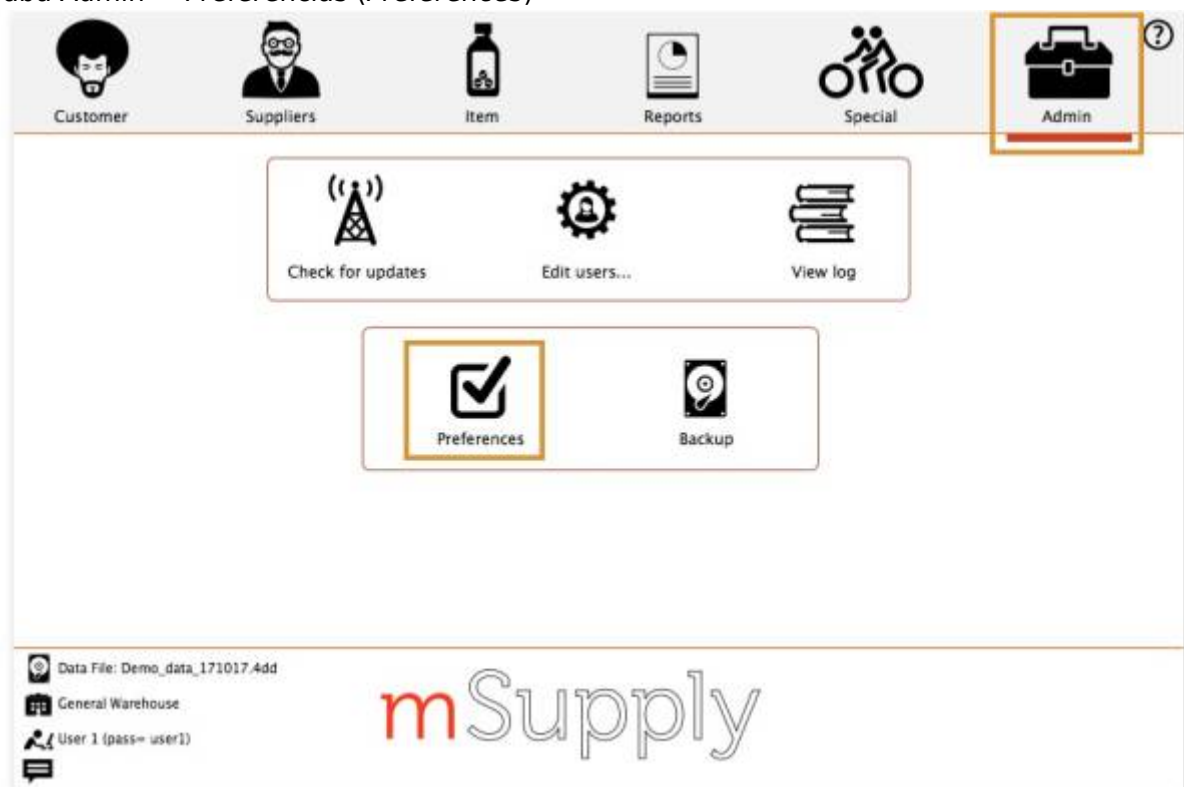 Customer Suppliers Item Reports Special Admin ?
Check for updates Edit users... View log
Preferences Backup
Data File: Demo_data_171017.4dd
General Warehouse
User 1 (pass= user1)
mSupply